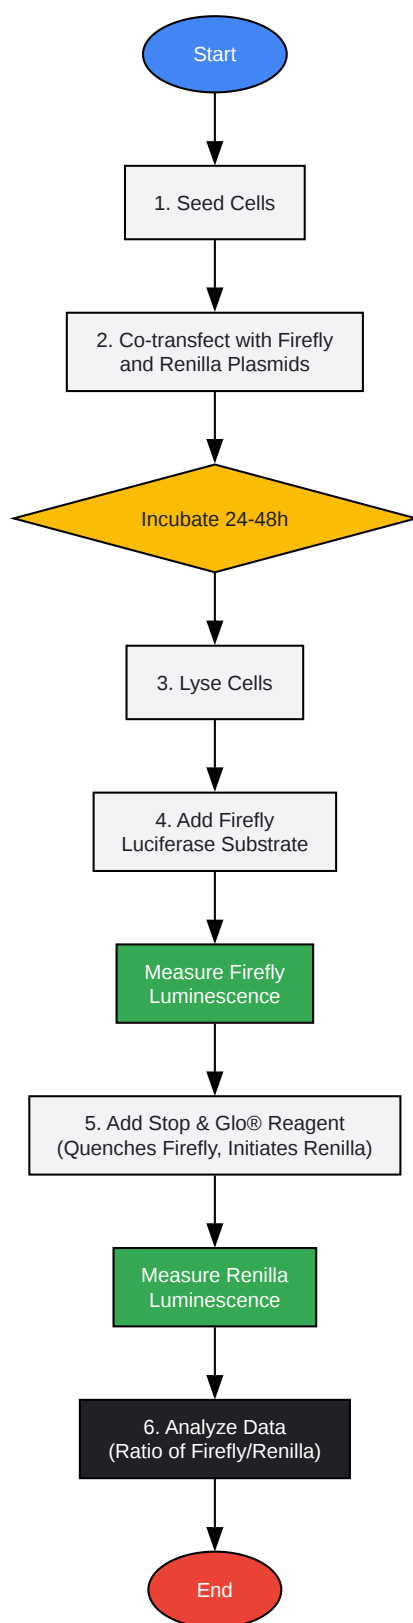 Start
1. Seed Cells
2. Co-transfect with Firefly
and Renilla Plasmids
Incubate 24-48h
3. Lyse Cells
4. Add Firefly
Luciferase Substrate
Measure Firefly
Luminescence
5. Add Stop & Glo® Reagent
(Quenches Firefly, Initiates Renilla)
Measure Renilla
Luminescence
6. Analyze Data
(Ratio of Firefly/Renilla)
End